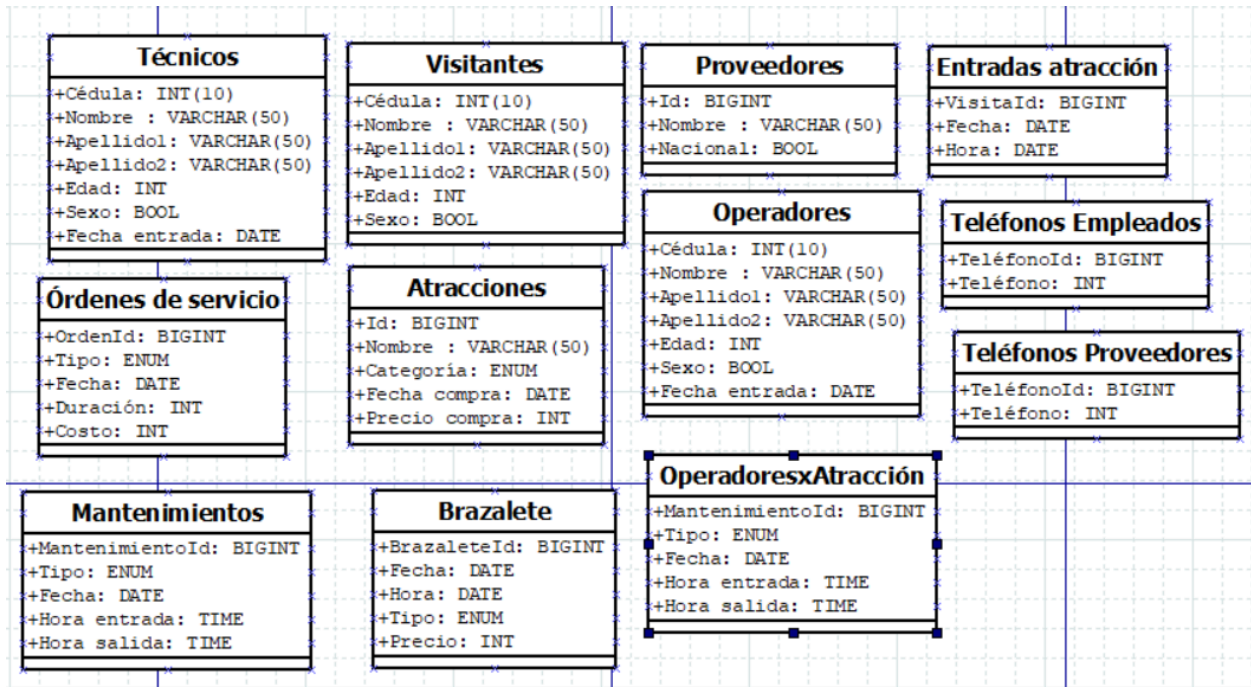 Técnicos
+Cédula: INT(10)
+Nombre : VARCHAR(50)
+Apellido1: VARCHAR(50)
+Apellido2: VARCHAR(50)
+Edad: INT
+Sexo: BOOL
+Fecha entrada: DATE
Visitantes
+Cédula: INT(10)
+Nombre : VARCHAR(50)
+Apellido1: VARCHAR(50)
+Apellido2: VARCHAR(50)
+Edad: INT
+Sexo: BOOL
Proveedores
+Id: BIGINT
+Nombre : VARCHAR(50)
+Nacional: BOOL
Entradas atracción
+VisitaId: BIGINT
+Fecha: DATE
+Hora: DATE
Operadores
+Cédula: INT(10)
+Nombre : VARCHAR(50)
+Apellido1: VARCHAR(50)
+Apellido2: VARCHAR(50)
+Edad: INT
+Sexo: BOOL
+Fecha entrada: DATE
Teléfonos Empleados
+TeléfonoId: BIGINT
+Teléfono: INT
Órdenes de servicio
+OrdenId: BIGINT
+Tipo: ENUM
+Fecha: DATE
+Duración: INT
+Costo: INT
Atracciones
+Id: BIGINT
+Nombre : VARCHAR(50)
+Categoría: ENUM
+Fecha compra: DATE
+Precio compra: INT
Teléfonos Proveedores
+TeléfonoId: BIGINT
+Teléfono: INT
Mantenimientos
+MantenimientoId: BIGINT
+Tipo: ENUM
+Fecha: DATE
+Hora entrada: TIME
+Hora salida: TIME
Brazalete
+BrazaleteId: BIGINT
+Fecha: DATE
+Hora: DATE
+Tipo: ENUM
+Precio: INT
OperadoresxAtracción
+MantenimientoId: BIGINT
+Tipo: ENUM
+Fecha: DATE
+Hora entrada: TIME
+Hora salida: TIME